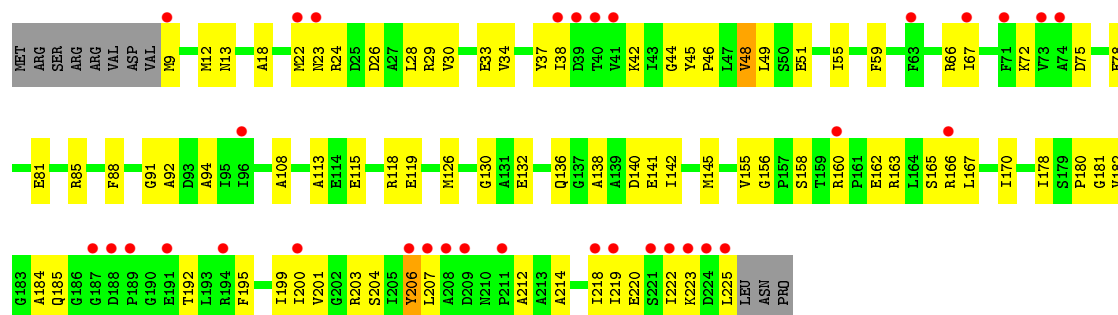 MET ARG SER ARG ARG VAL ASP VAL M9 M12 N13 A18 M22 N23 R24 D25 D26 A27 L28 R29 V30 E33 V34 Y37 I38 D39 T40 V41 K42 I43 G44 Y45 P46 L47 V48 L49 S50 E51 I55 F59 F63 R66 I67 F71 K72 V73 A74 D75
E81 R85 F88 G91 A92 D93 A94 I95 I96 A108 A113 E114 E115 R118 E119 M126 G130 A131 E132 Q136 G137 A138 A139 D140 E141 I142 M145 V155 G156 P157 S158 T159 R160 P161 E162 R163 L164 S165 R166 L167 I170 I178 S179 P180 G181 V182
G183 A184 Q185 G186 G187 D188 P189 G190 E191 T192 L193 R194 F195 I199 I200 V201 G202 R203 S204 I205 Y206 L207 A208 D209 N210 P211 A212 A213 A214 I218 I219 E220 S221 I222 K223 D224 L225 LEU ASN PRO